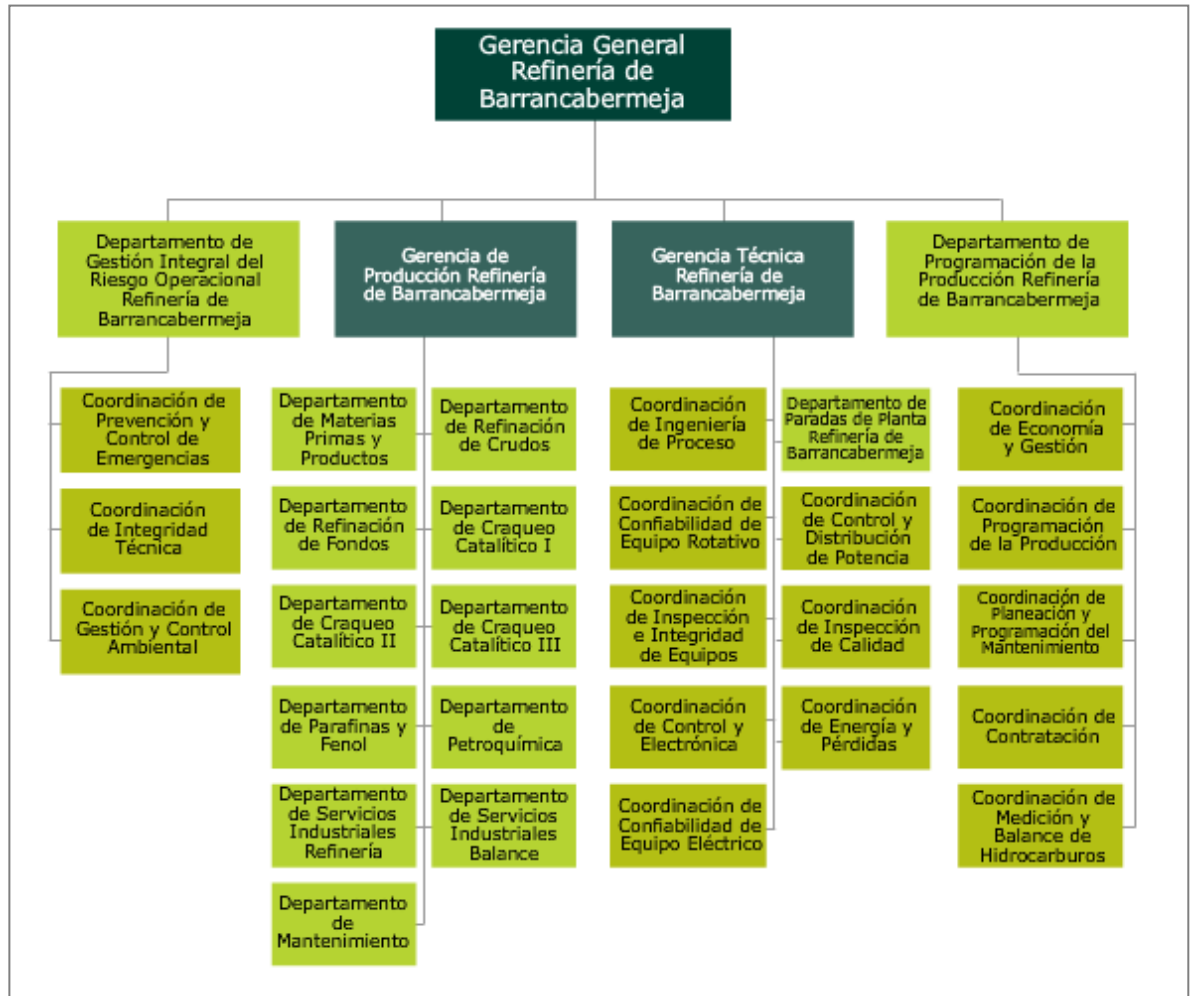 Gerencia General
Refinería de
Barrancabermeja
Departamento de
Gestión Integral del
Riesgo Operacional
Refinería de
Barrancabermeja
Gerencia de
Producción Refinería
de Barrancabermeja
Gerencia Técnica
Refinería de
Barrancabermeja
Departamento de
Programación de la
Producción Refinería
de Barrancabermeja
Coordinación de
Prevención y
Control de
Emergencias
Coordinación
de Integridad
Técnica
Coordinación de
Gestión y Control
Ambiental
Departamento
de Materias
Primas y
Productos
Departamento
de Refinación
de Crudos
Departamento
de Refinación
de Fondos
Departamento
de Craqueo
Catalítico I
Departamento
de Craqueo
Catalítico II
Departamento
de Craqueo
Catalítico III
Departamento
de Parafinas y
Fenol
Departamento
de
Petroquímica
Departamento
de Servicios
Industriales
Refinería
Departamento
de Servicios
Industriales
Balance
Departamento
de
Mantenimiento
Coordinación
de Ingeniería
de Proceso
Departamento de
Paradas de Planta
Refinería de
Barrancabermeja
Coordinación de
Confiabilidad de
Equipo Rotativo
Coordinación
de Control y
Distribución
de Potencia
Coordinación
de Inspección
e Integridad
de Equipos
Coordinación
de Inspección
de Calidad
Coordinación
de Control y
Electrónica
Coordinación
de Energía y
Pérdidas
Coordinación de
Confiabilidad de
Equipo Eléctrico
Coordinación
de Economía
y Gestión
Coordinación de
Programación
de la Producción
Coordinación de
Planeación y
Programación del
Mantenimiento
Coordinación de
Contratación
Coordinación de
Medición y
Balance de
Hidrocarburos